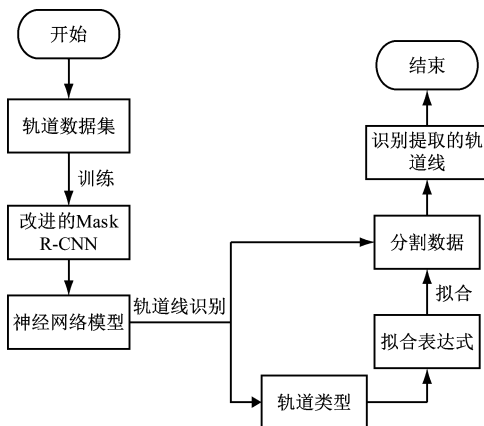 开始
轨道数据集
训练
改进的Mask
R-CNN
神经网络模型
轨道线识别
轨道类型
拟合表达式
拟合
分割数据
识别提取的轨
道线
结束